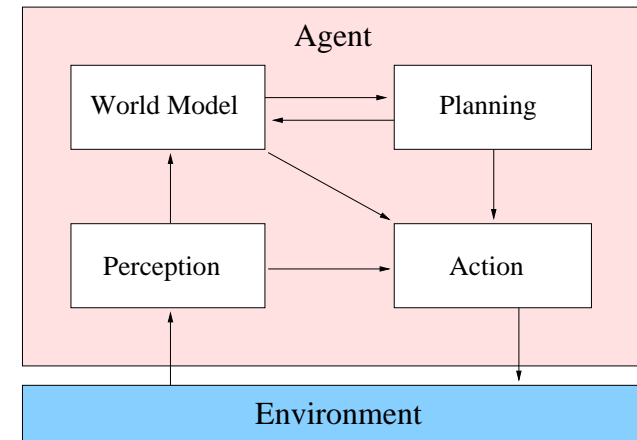 Agent
World Model
Planning
Perception
Action
Environment